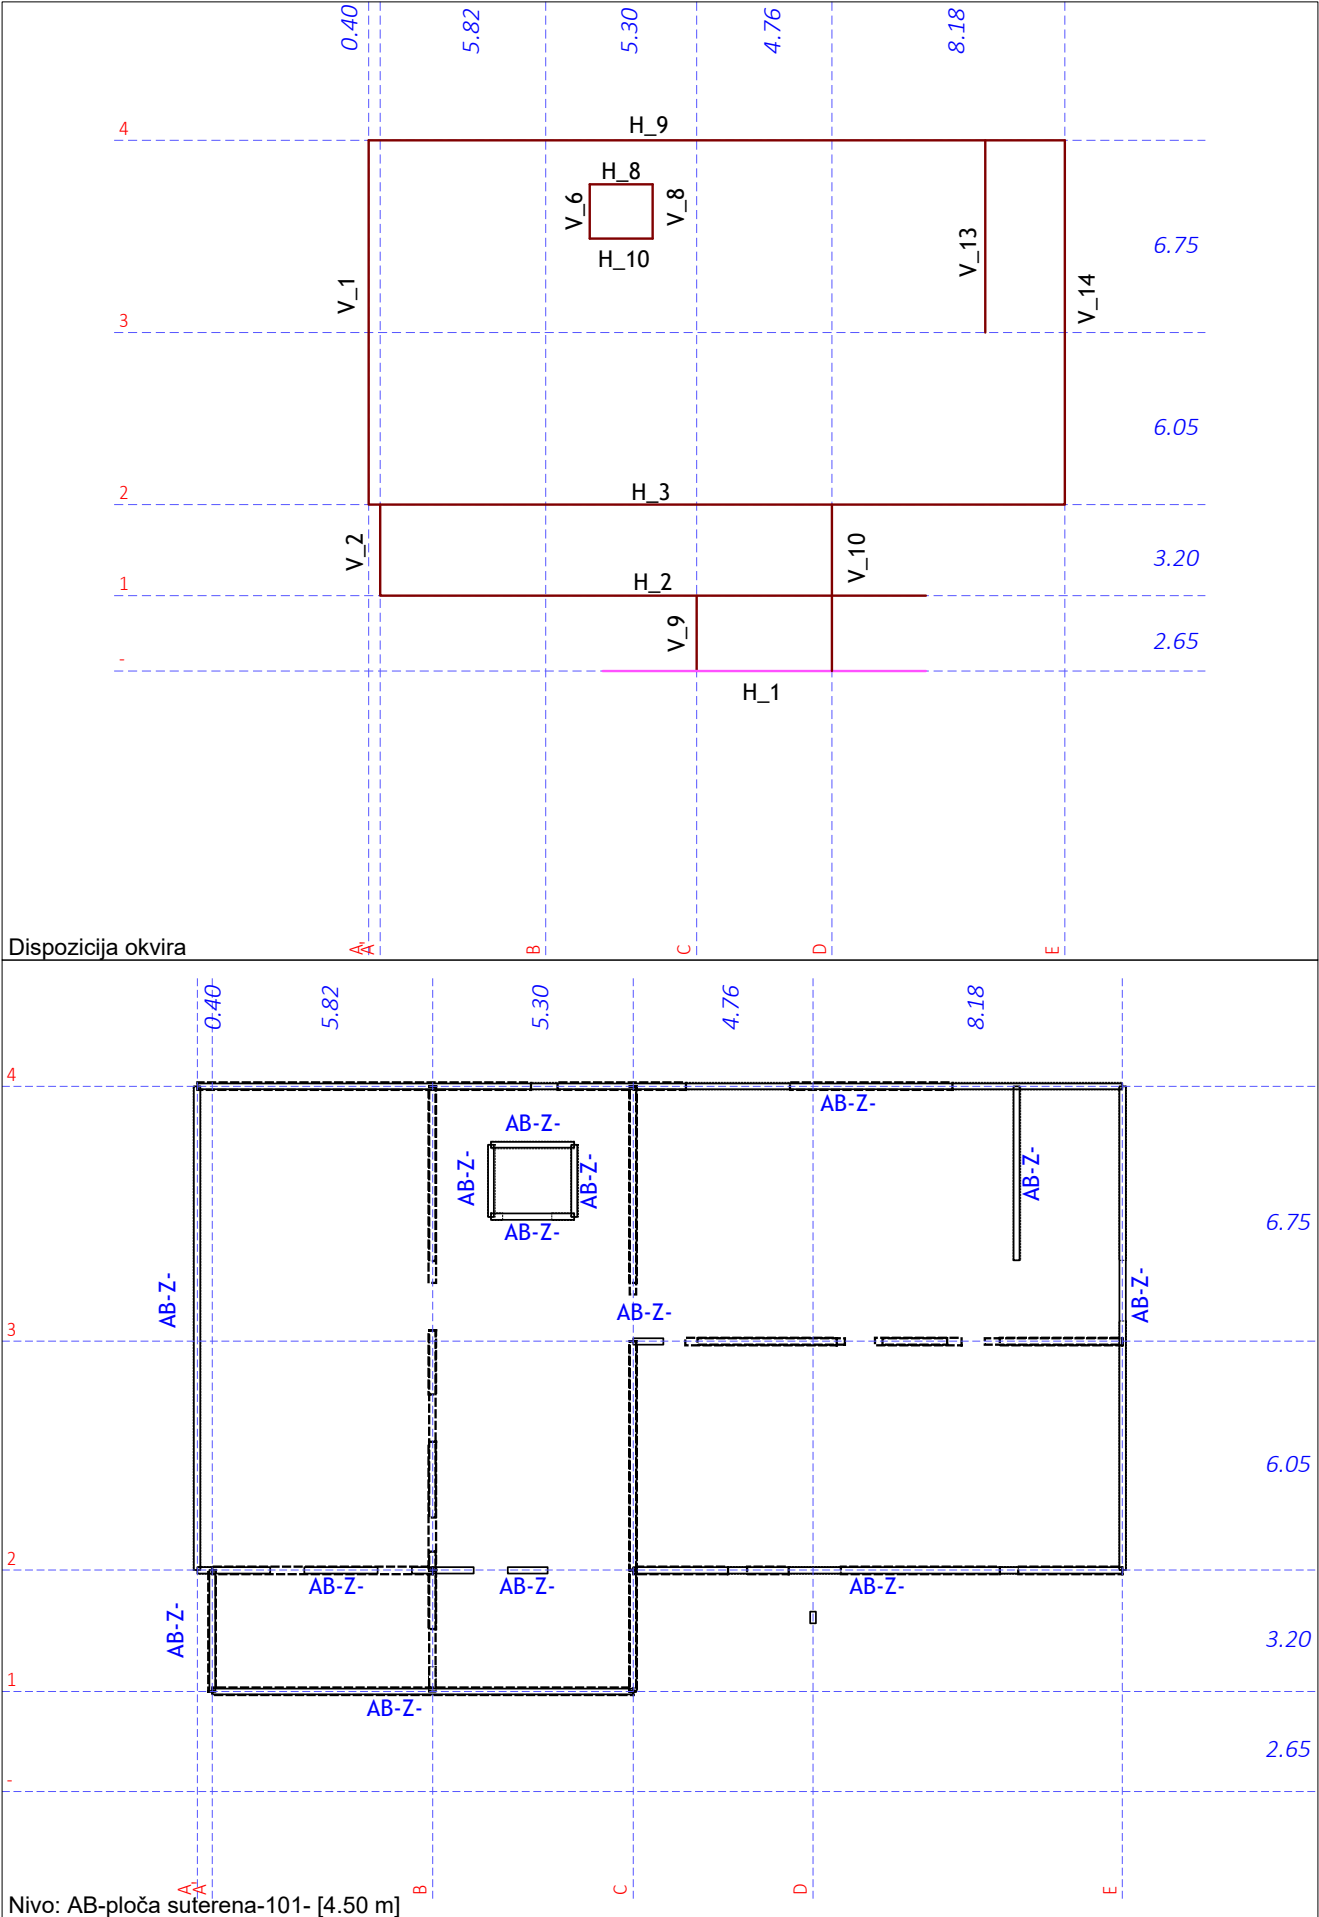 0.40
5.82
5.30
4.76
8.18
4
H_9
H_8
V_6
V_8
H_10
V_13
6.75
V_1
V_14
3
6.05
2
H_3
V_2
V_10
3.20
1
H_2
V_9
2.65
-
H_1
Dispozicija okvira
A
A'
B
C
D
E
0.40
5.82
5.30
4.76
8.18
4
AB-Z-
AB-Z-
AB-Z-
AB-Z-
AB-Z-
AB-Z-
6.75
AB-Z-
AB-Z-
AB-Z-
3
6.05
2
AB-Z-
AB-Z-
AB-Z-
AB-Z-
3.20
1
AB-Z-
2.65
-
A
A'
B
C
D
E
Nivo: AB-ploča suterena-101- [4.50 m]